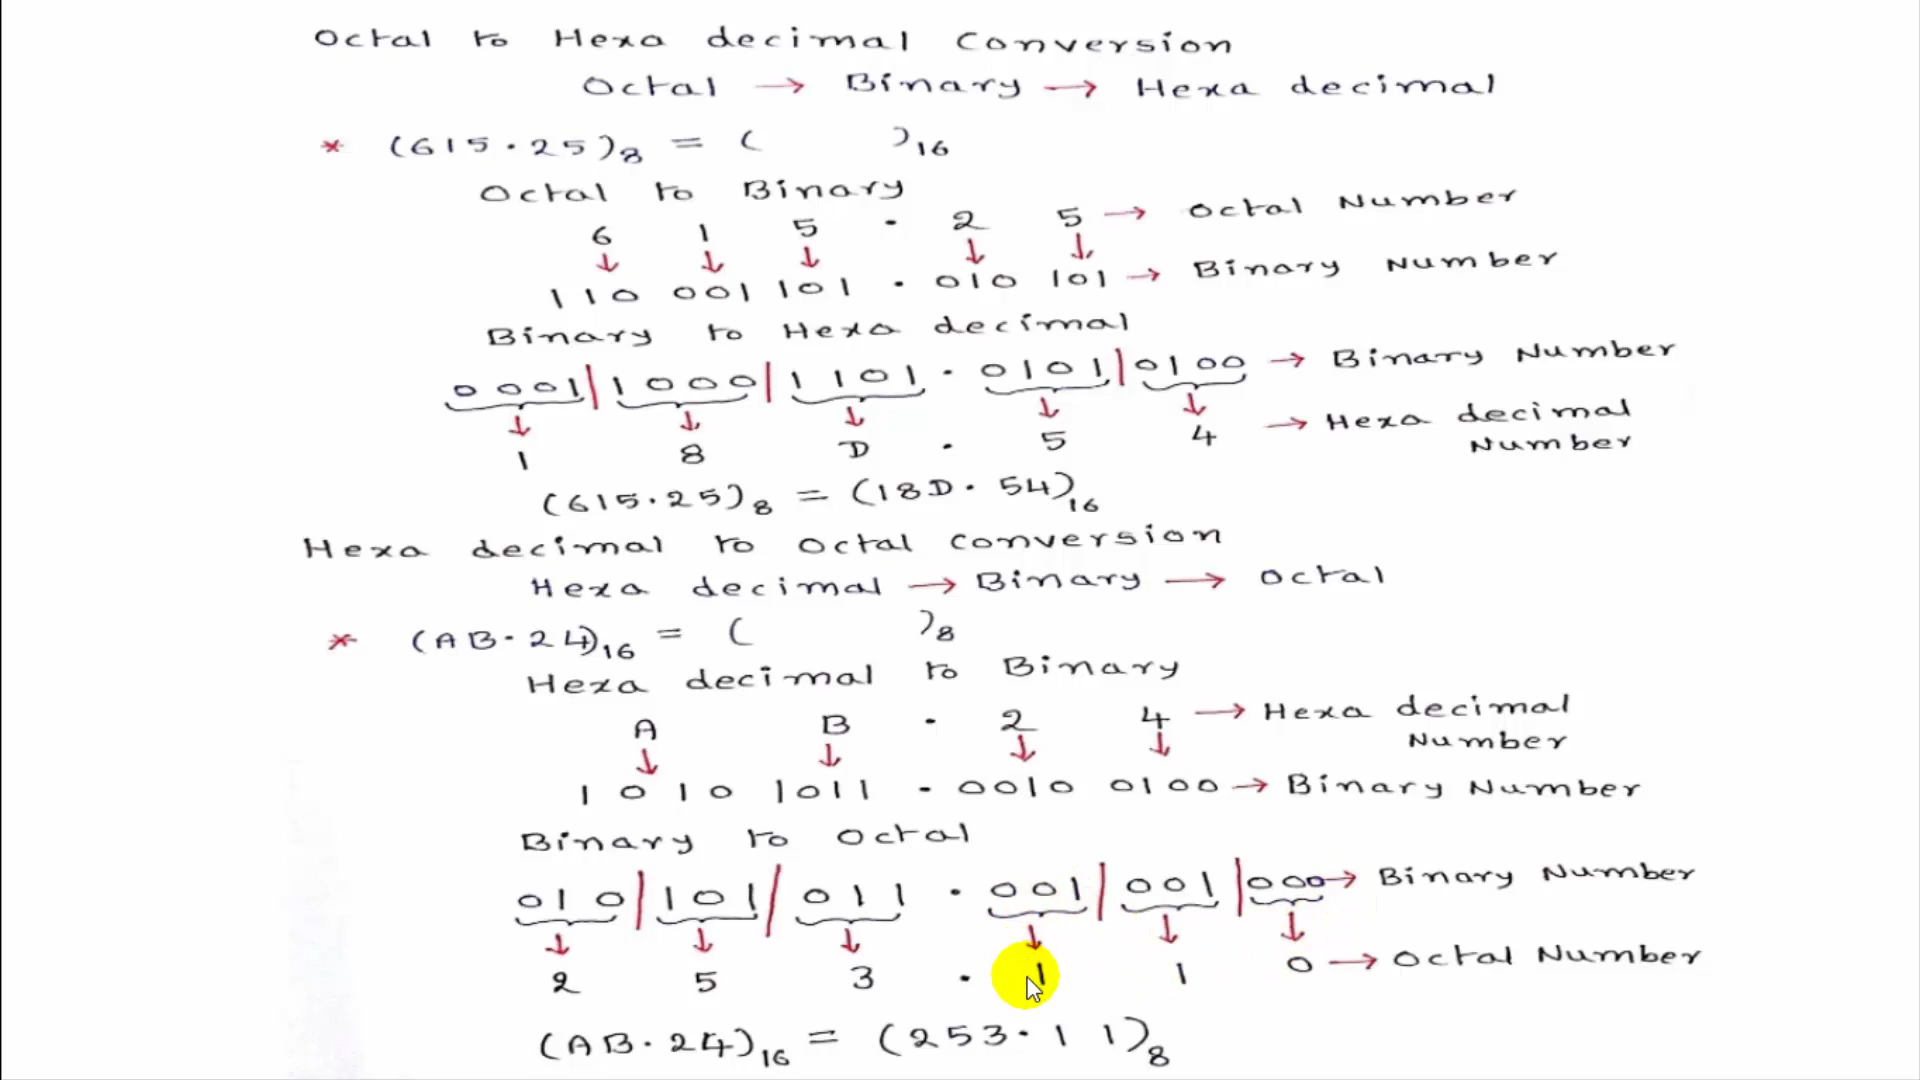 Octal to Hexa decimal Conversion
Octal → Binary → Hexa decimal
* (615.25)8 = (      )16
Octal to Binary
6 1 5 . 2 5 → Octal Number
↓ ↓ ↓ ↓ ↓
110 001 101 . 010 101 → Binary Number
Binary to Hexa decimal
0001|1000|1101 . 0101|0100 → Binary Number
↓ ↓ ↓ ↓ ↓
1 8 D . 5 4 → Hexa decimal Number
(615.25)8 = (18D.54)16
Hexa decimal to Octal conversion
Hexa decimal → Binary → Octal
* (AB.24)16 = (      )8
Hexa decimal to Binary
A B . 2 4 → Hexa decimal Number
↓ ↓ ↓ ↓
1010 1011 . 0010 0100 → Binary Number
Binary to Octal
010|101|011 . 001|001|000 → Binary Number
↓ ↓ ↓ ↓ ↓ ↓
2 5 3 . 1 1 0 → Octal Number
(AB.24)16 = (253.11)8